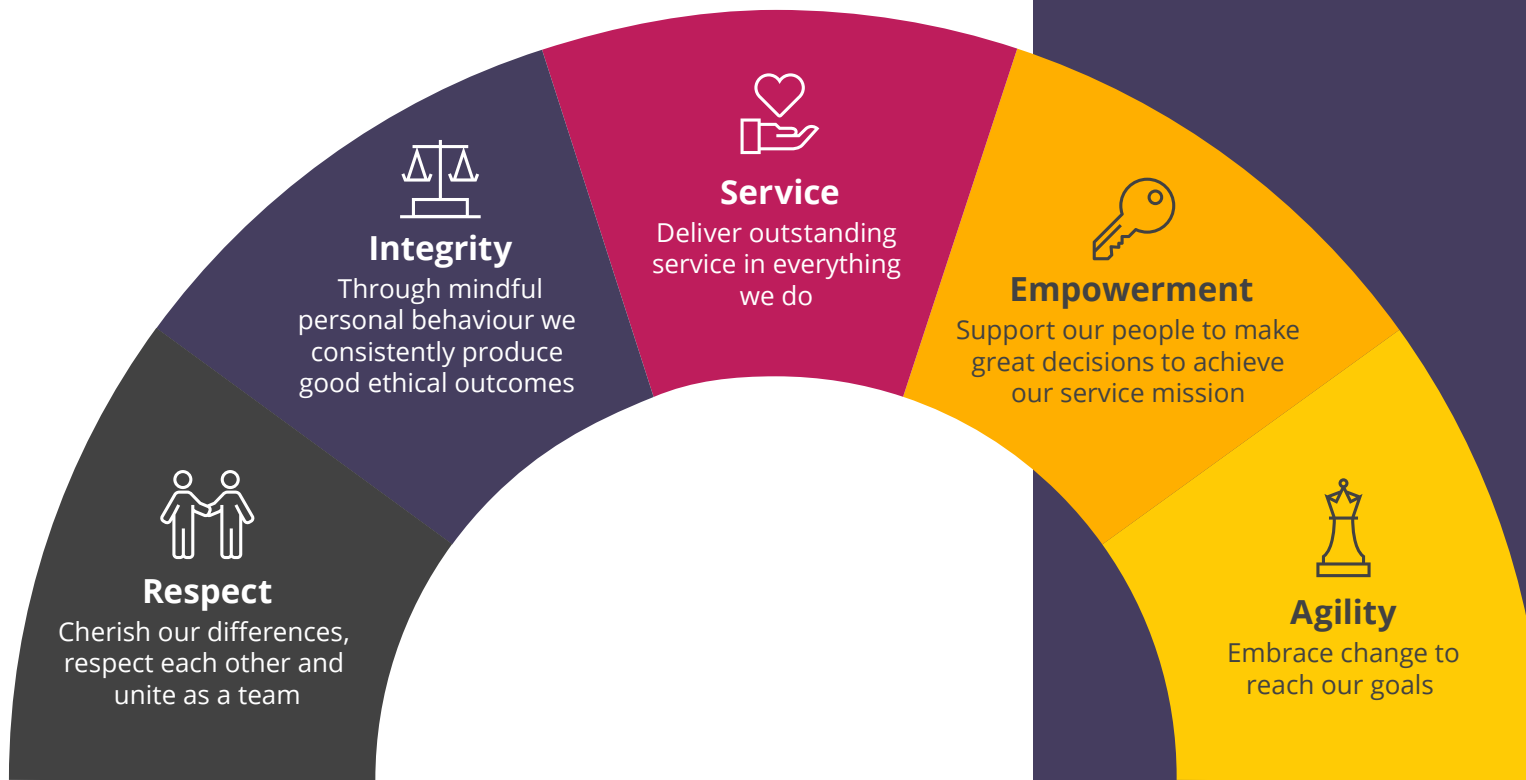 Respect
Cherish our differences,
respect each other and
unite as a team
Integrity
Through mindful
personal behaviour we
consistently produce
good ethical outcomes
Service
Deliver outstanding
service in everything
we do
Empowerment
Support our people to make
great decisions to achieve
our service mission
Agility
Embrace change to
reach our goals